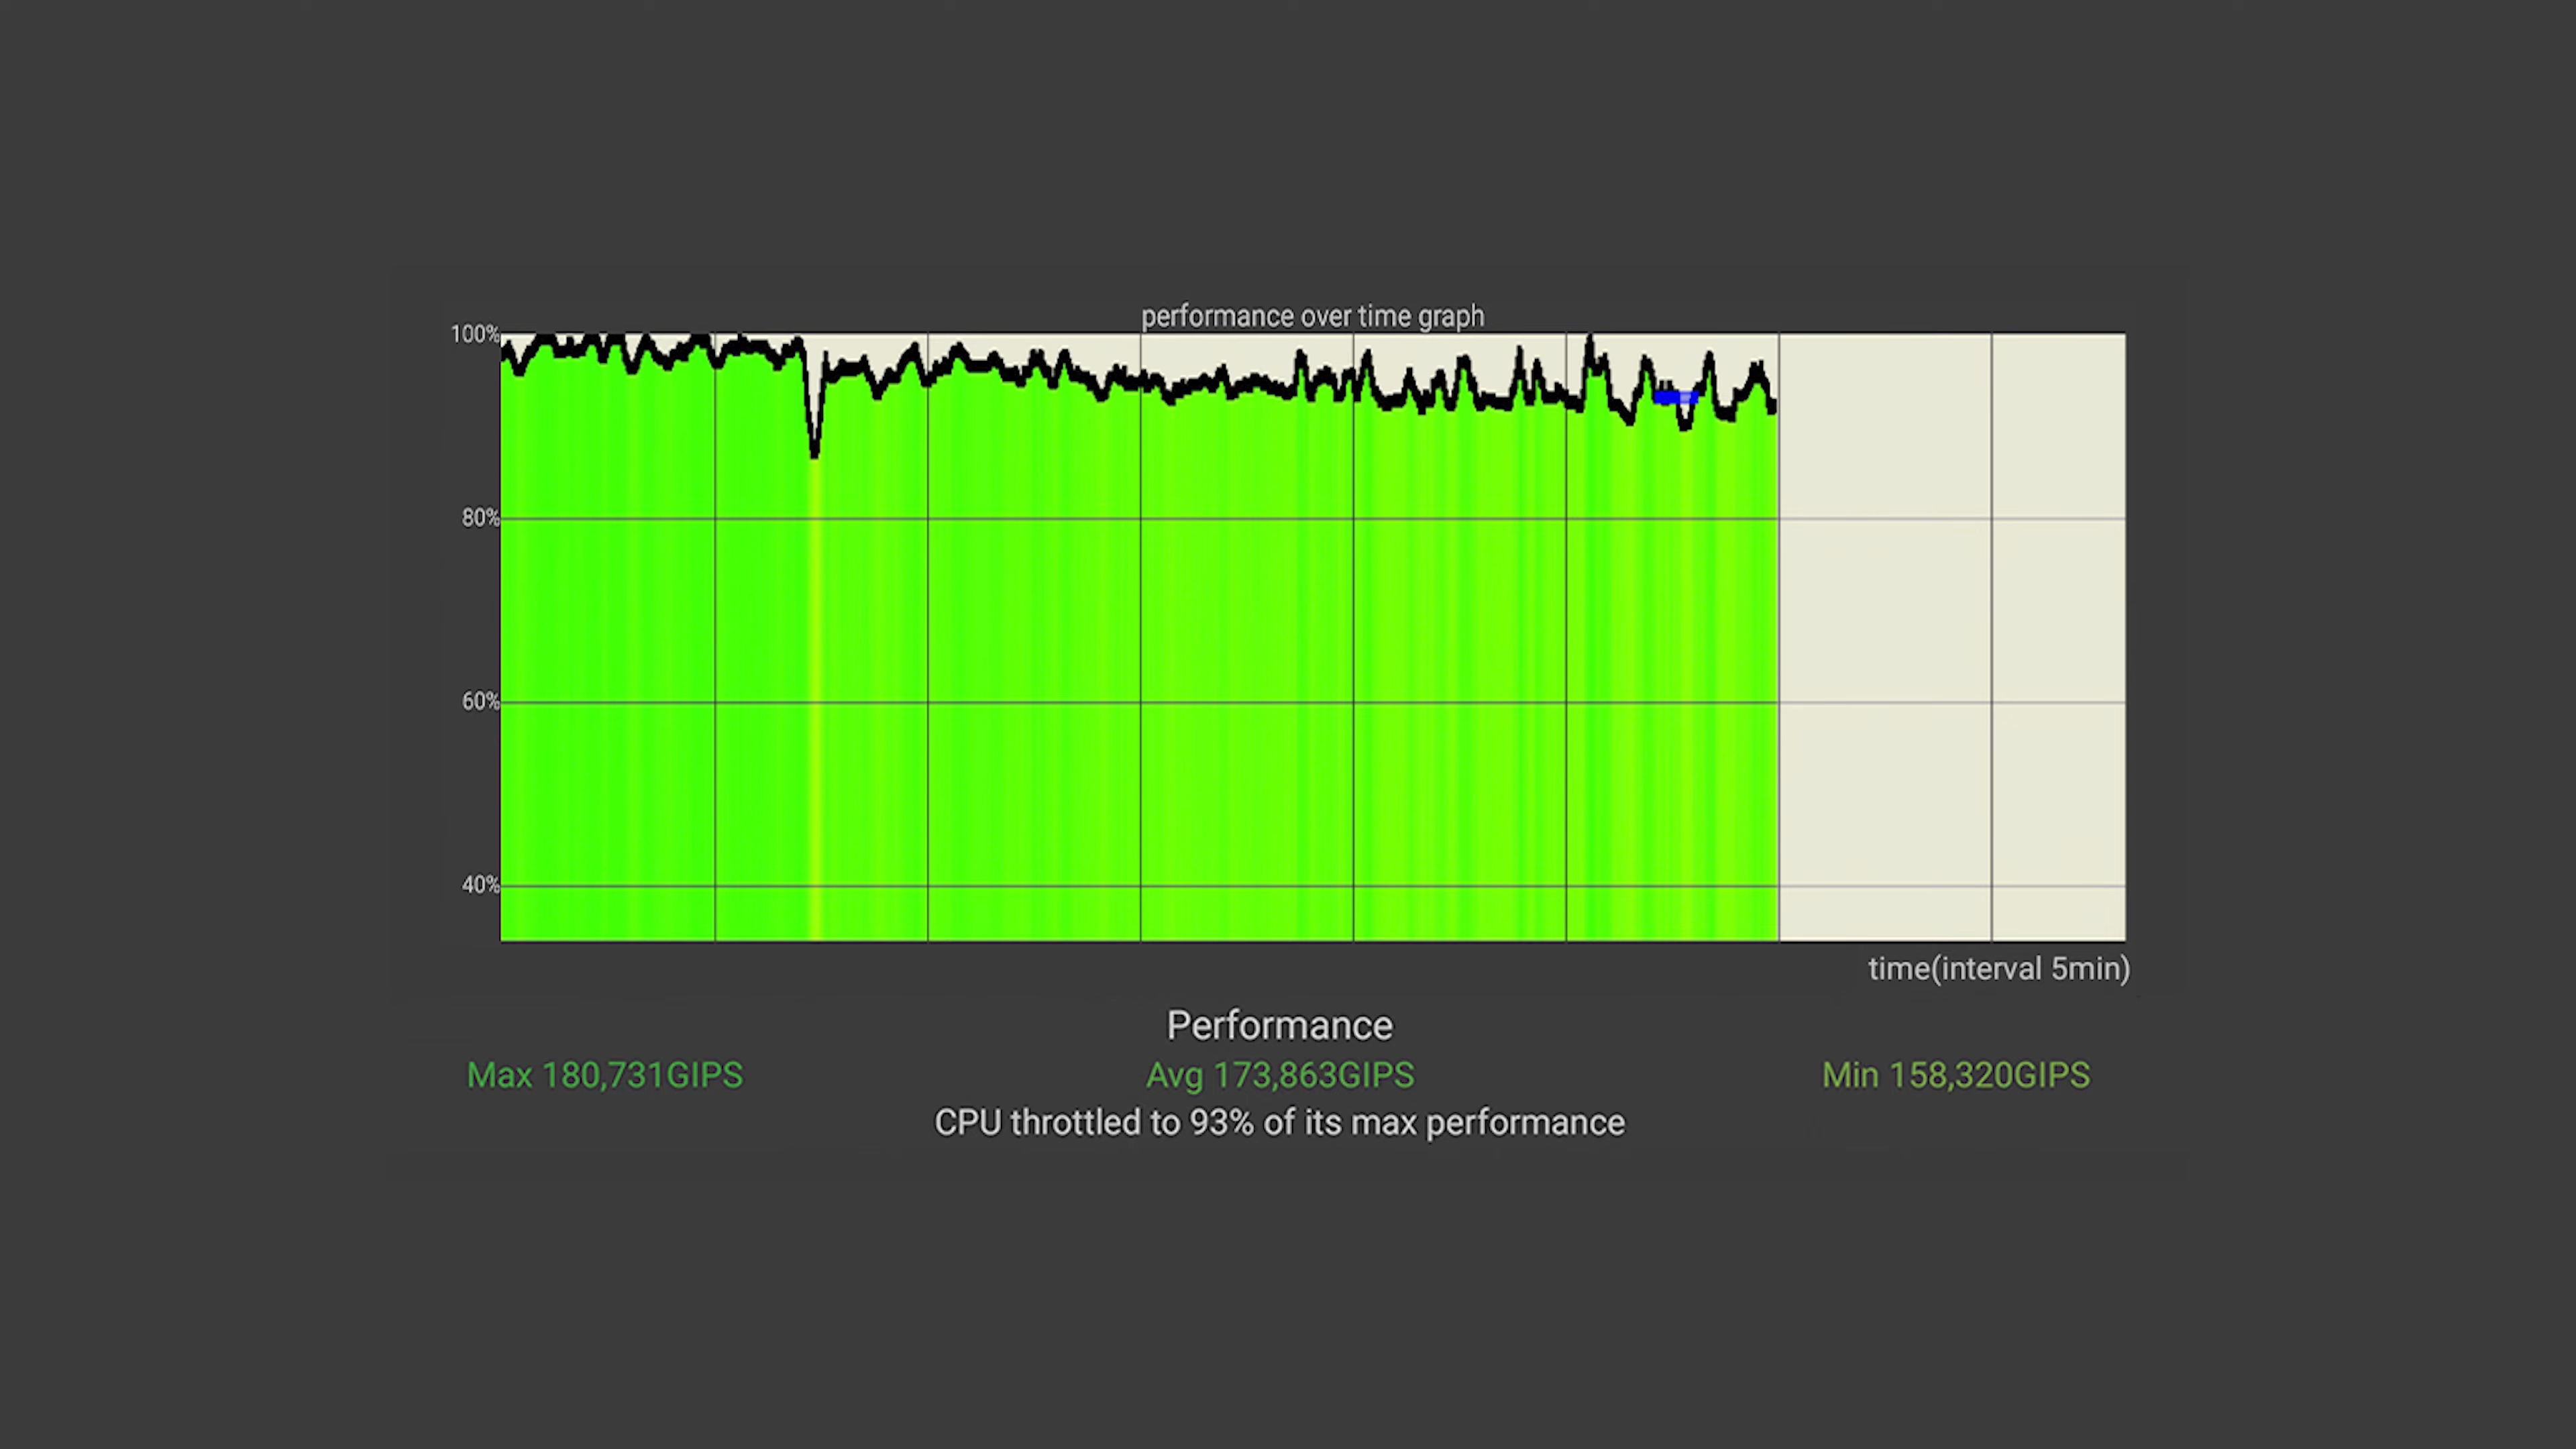 performance over time graph
100%
80%
60%
40%
time(interval 5min)
Performance
Max 180,731GIPS
Avg 173,863GIPS
Min 158,320GIPS
CPU throttled to 93% of its max performance